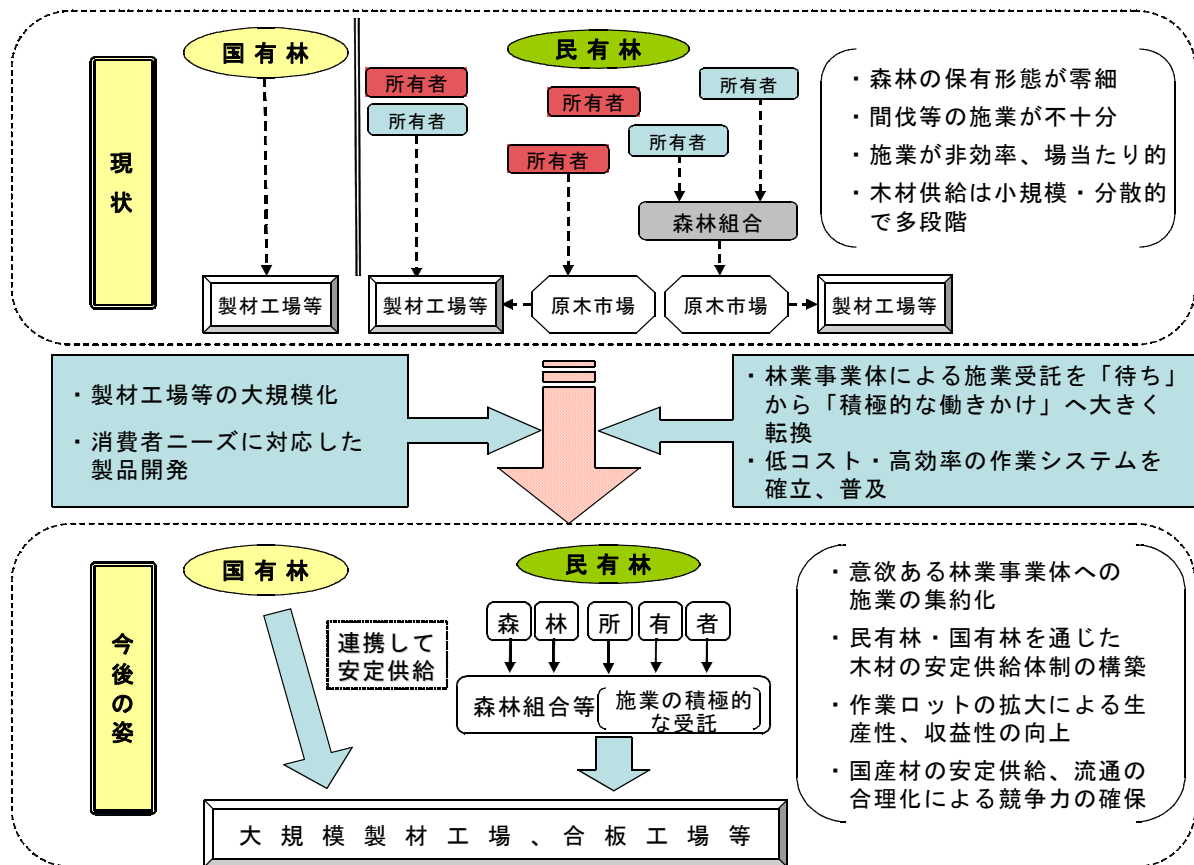 現状
国有林
民有林
所有者
所有者
所有者
所有者
所有者
所有者
森林組合
製材工場等
製材工場等
原木市場
原木市場
製材工場等
・森林の保有形態が零細
・間伐等の施業が不十分
・施業が非効率、場当たり的
・木材供給は小規模・分散的
で多段階
・製材工場等の大規模化
・消費者ニーズに対応した
製品開発
・林業事業体による施業受託を「待ち」
から「積極的な働きかけ」へ大きく
転換
・低コスト・高効率の作業システムを
確立、普及
今後の姿
国有林
民有林
連携して
安定供給
森林所有者
森林組合等
施業の積極的
な受託
大規模製材工場、合板工場等
・意欲ある林業事業体への
施業の集約化
・民有林・国有林を通じた
木材の安定供給体制の構築
・作業ロットの拡大による生
産性、収益性の向上
・国産材の安定供給、流通の
合理化による競争力の確保